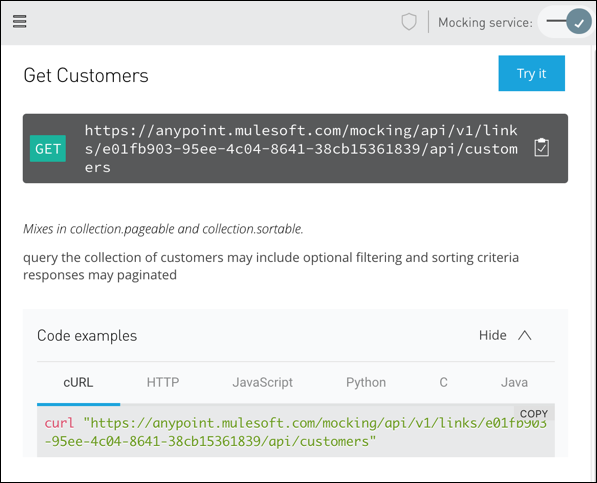 Mocking service:
Get Customers
Try it
GET
https://anypoint.mulesoft.com/mocking/api/v1/link
s/e01fb903-95ee-4c04-8641-38cb15361839/api/custom
ers
Mixes in collection.pageable and collection.sortable.
query the collection of customers may include optional filtering and sorting criteria
responses may paginated
Code examples
Hide
cURL HTTP JavaScript Python C Java
COPY
curl "https://anypoint.mulesoft.com/mocking/api/v1/links/e01fb903
-95ee-4c04-8641-38cb15361839/api/customers"